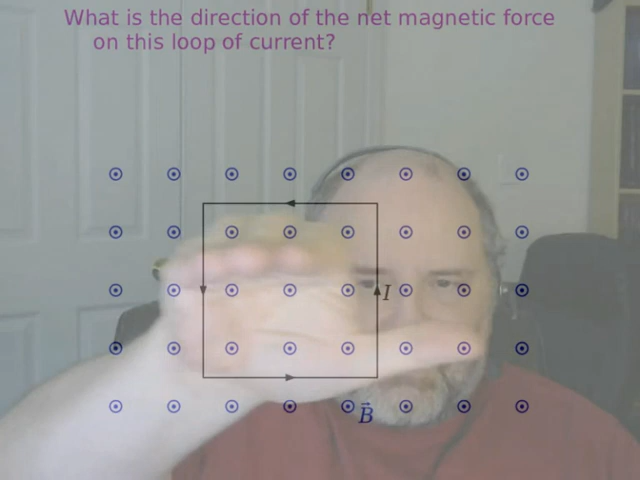 What is the direction of the net magnetic force
on this loop of current?
I
B⃗